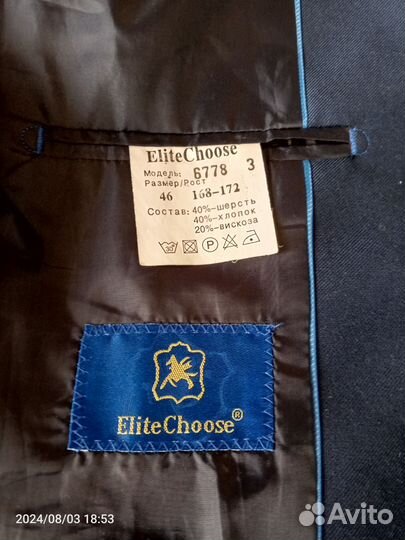 EliteChoose
Модель: 6778 3
Размер/Рост
46 168-172
Состав: 40%-шерсть
40%-хлопок
20%-вискоза
EliteChoose®
2024/08/03 18:53
Avito